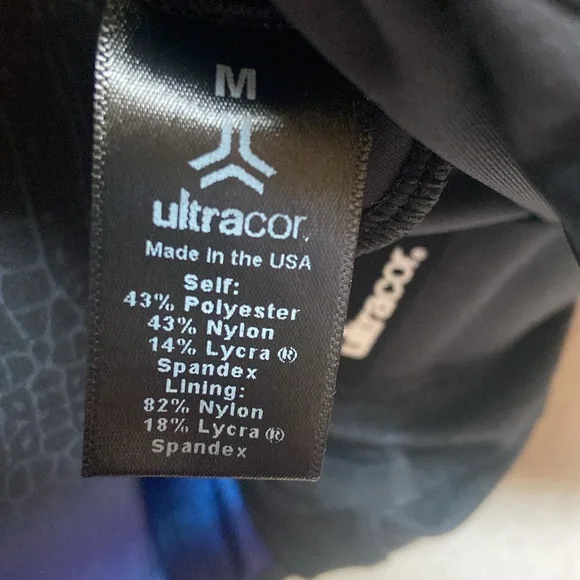 M
ultracor.
Made In the USA
Self:
43% Polyester
43% Nylon
14% Lycra ®
Spandex
Lining:
82% Nylon
18% Lycra ®
Spandex
ultracor.